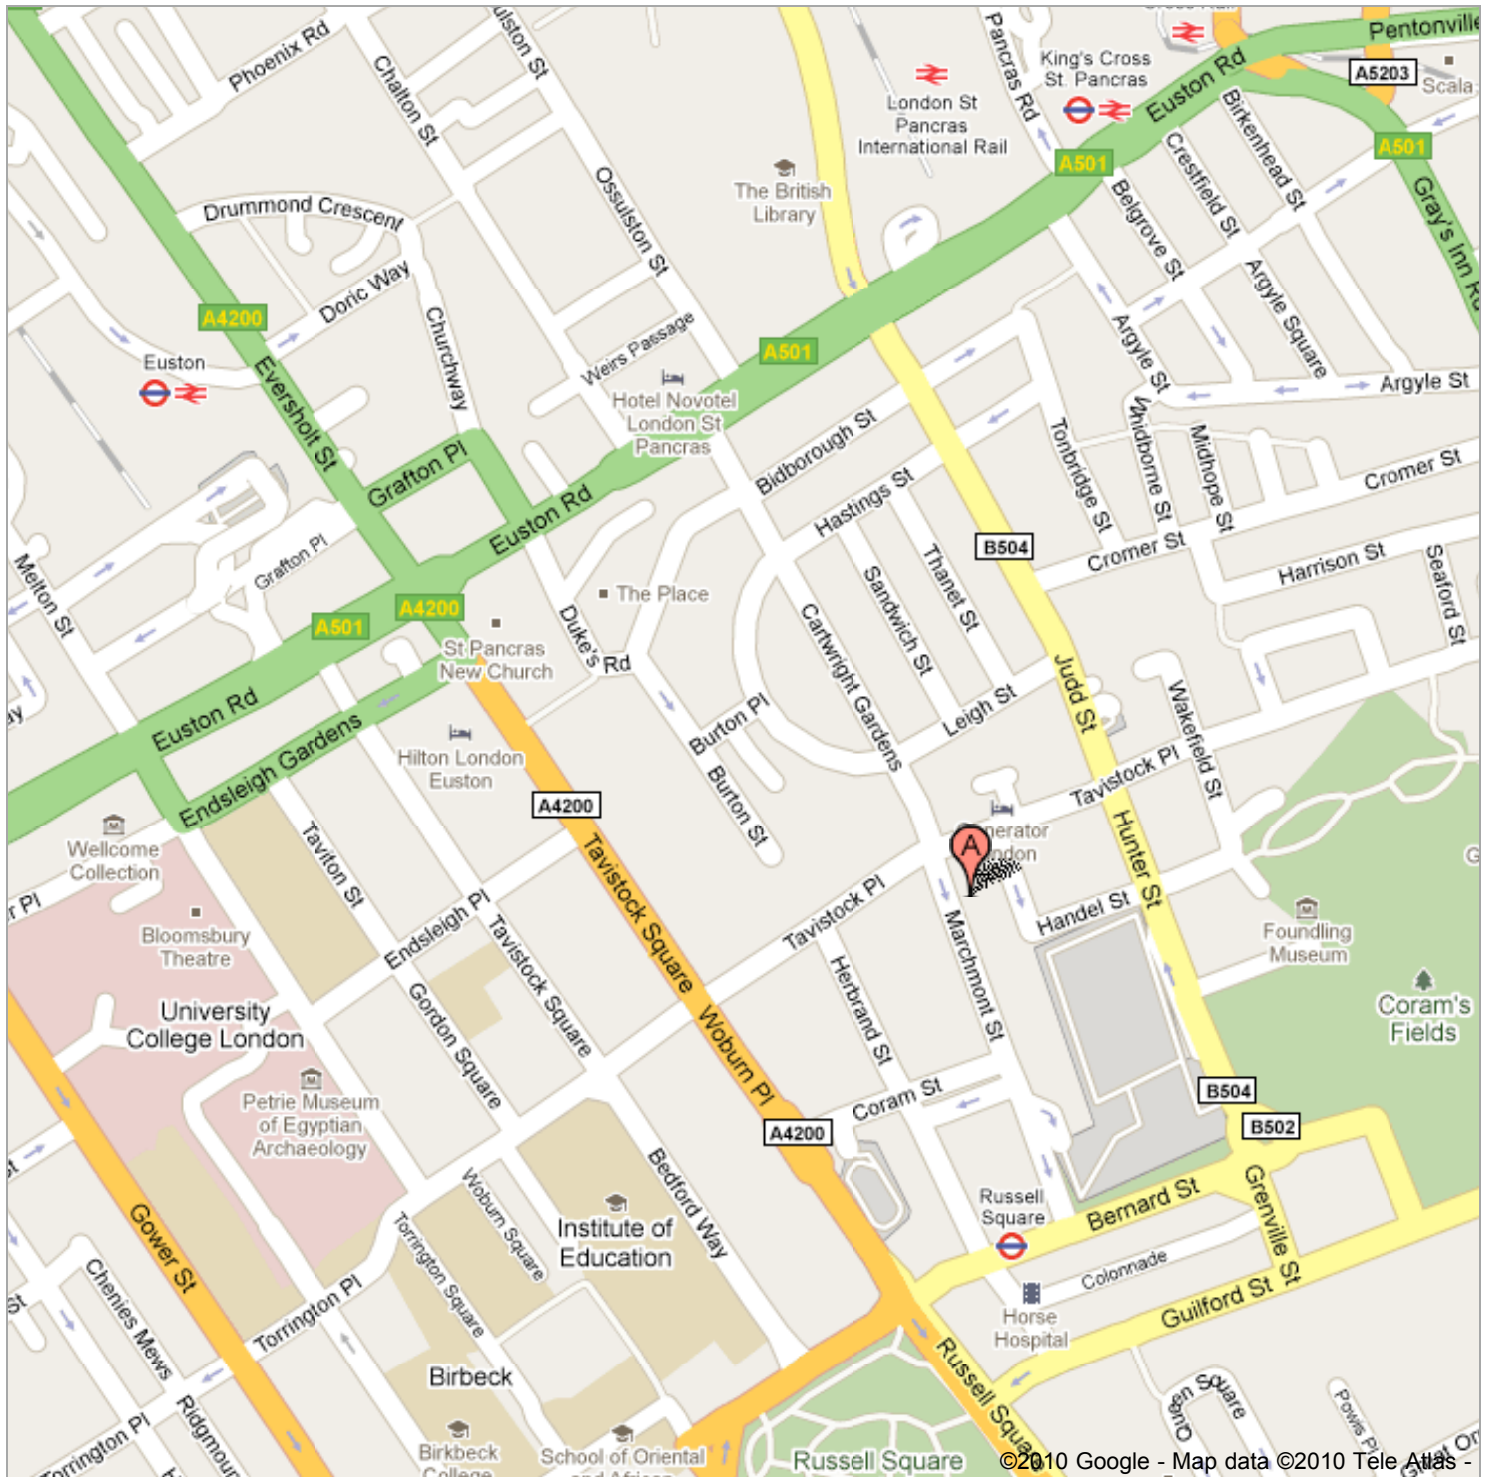 Phoenix Rd
Chalton St
Pancras Rd
King's Cross
St. Pancras
Euston Rd
Pentonville
A5203
Scala
London St
Pancras
International Rail
Birkenhead St
Crestfield St
A501
A501
Belgrove St
Gray's Inn Rd
The British
Library
Ossulston St
Drummond Crescent
Doric Way
Churchway
A4200
Euston
Eversholt St
Weirs Passage
A501
Hotel Novotel
London St
Pancras
Argyle St
Argyle Square
Argyle St
Bidborough St
Hastings St
Tonbridge St
Whidborne St
Midhope St
Cromer St
Grafton Pl
Euston Rd
Grafton Pl
Melton St
B504
Cromer St
Harrison St
Seaford St
Thanet St
Sandwich St
The Place
A501
A4200
St Pancras
New Church
Duke's Rd
Cartwright Gardens
Judd St
Leigh St
Wakefield St
Burton Pl
Burton St
Euston Rd
Endsleigh Gardens
Hilton London
Euston
A4200
Tavistock Pl
Hunter St
Wellcome
Collection
Taviton St
Tavistock Square
A
Tavistock Pl
Handel St
Marchmont St
Foundling
Museum
Bloomsbury
Theatre
Endsleigh Pl
Tavistock Square
Gordon Square
Herbrand St
Coram's
Fields
University
College London
Woburn Pl
Petrie Museum
of Egyptian
Archaeology
Coram St
A4200
B504
B502
Bedford Way
Woburn Square
Torrington Square
Institute of
Education
Russell
Square
Bernard St
Grenville St
Colonnade
Guilford St
Horse
Hospital
Gower St
Chenies Mews
Torrington Pl
Birbeck
Russell Square
Torrington Pl
Ridgmoun
Birkbeck
College
School of Oriental
and African
Russell Square
Queen Square
Powis Pl
©2010 Google - Map data ©2010 Tele Atlas -